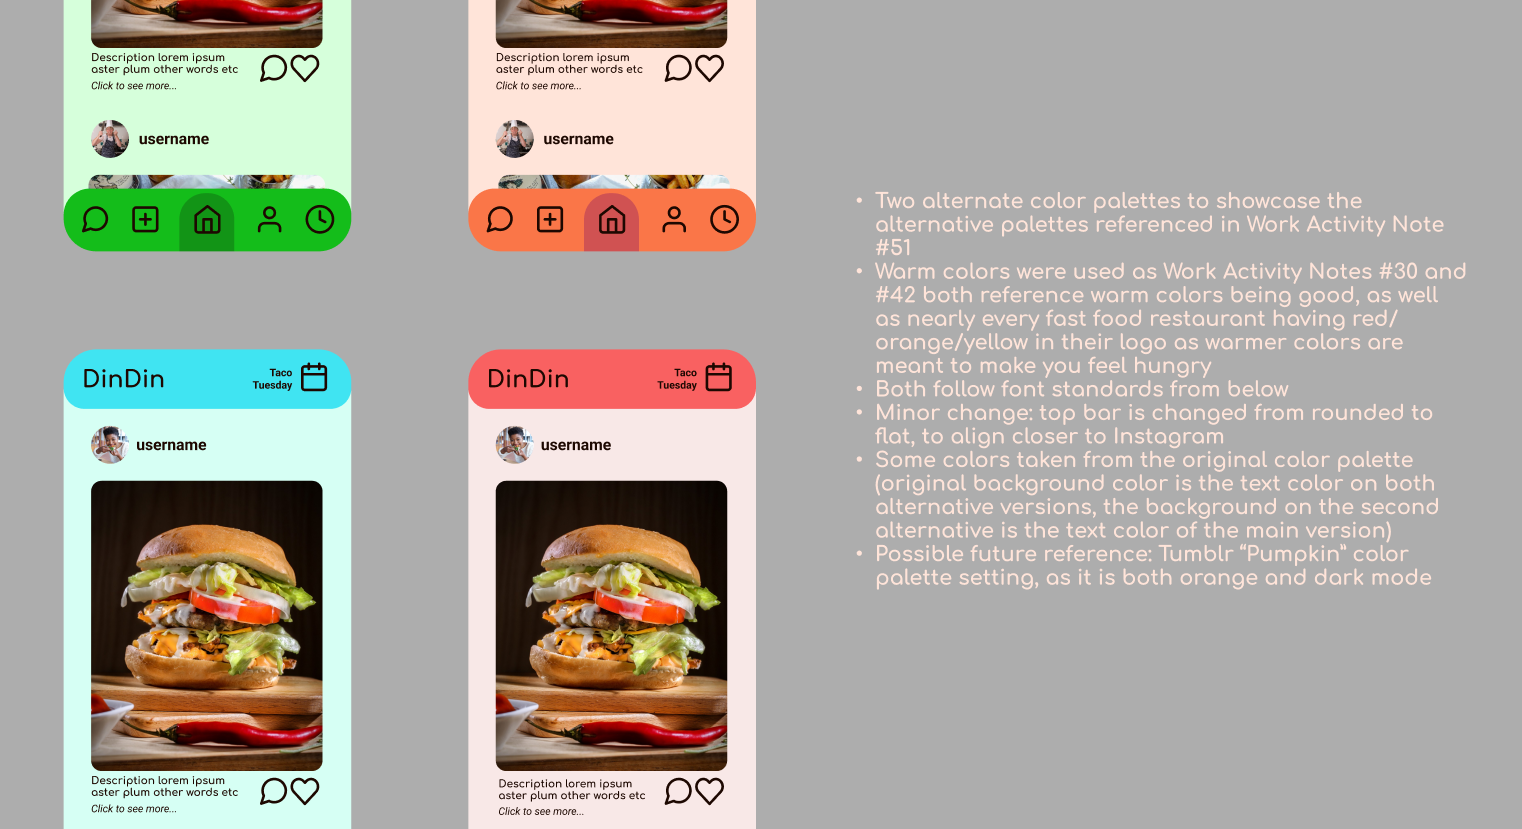 Description lorem ipsum
aster plum other words etc
Click to see more...
username
Description lorem ipsum
aster plum other words etc
Click to see more...
username
DinDin
Taco
Tuesday
username
Description lorem ipsum
aster plum other words etc
Click to see more...
DinDin
Taco
Tuesday
username
Description lorem ipsum
aster plum other words etc
Click to see more...
• Two alternate color palettes to showcase the
alternative palettes referenced in Work Activity Note
#51
• Warm colors were used as Work Activity Notes #30 and
#42 both reference warm colors being good, as well
as nearly every fast food restaurant having red/
orange/yellow in their logo as warmer colors are
meant to make you feel hungry
• Both follow font standards from below
• Minor change: top bar is changed from rounded to
flat, to align closer to Instagram
• Some colors taken from the original color palette
(original background color is the text color on both
alternative versions, the background on the second
alternative is the text color of the main version)
• Possible future reference: Tumblr “Pumpkin” color
palette setting, as it is both orange and dark mode